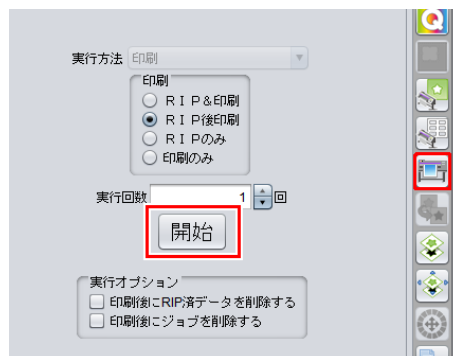 実行方法 印刷
印刷
RIP&印刷
RIP後印刷
RIPのみ
印刷のみ
実行回数 1 回
開始
実行オプション
印刷後にRIP済データを削除する
印刷後にジョブを削除する